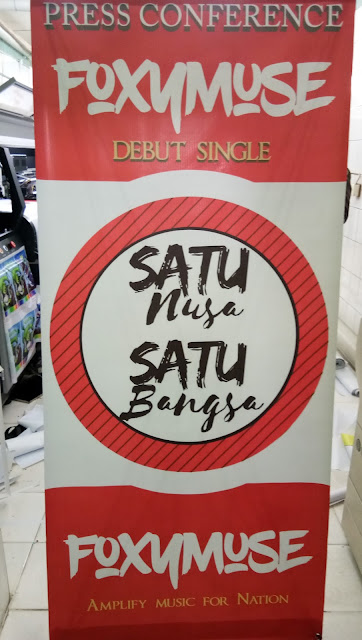 PRESS CONFERENCE
FOXYMUSE
DEBUT SINGLE
SATU
Nusa
SATU
Bangsa
FOXYMUSE
AMPLIFY MUSIC FOR NATION